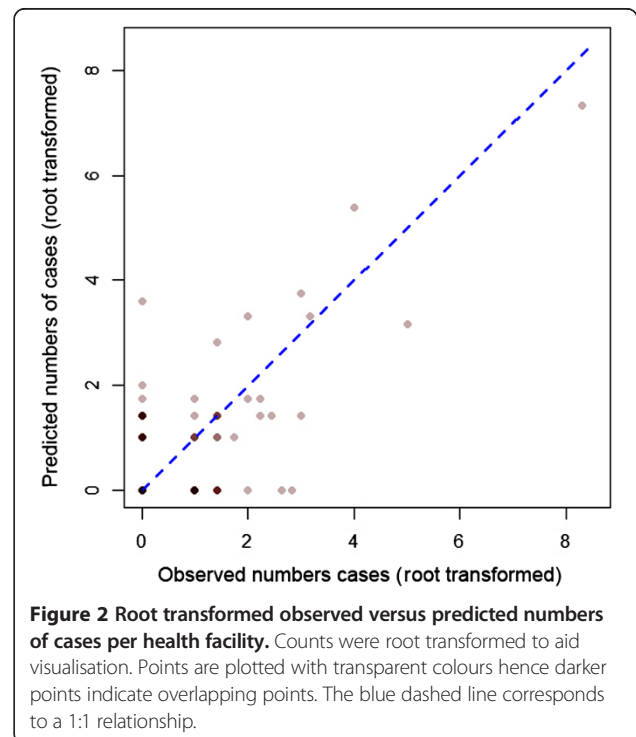 8
6
4
2
0
Predicted numbers of cases (root transformed)
0 2 4 6 8
Observed numbers cases (root transformed)
Figure 2 Root transformed observed versus predicted numbers
of cases per health facility. Counts were root transformed to aid
visualisation. Points are plotted with transparent colours hence darker
points indicate overlapping points. The blue dashed line corresponds
to a 1:1 relationship.